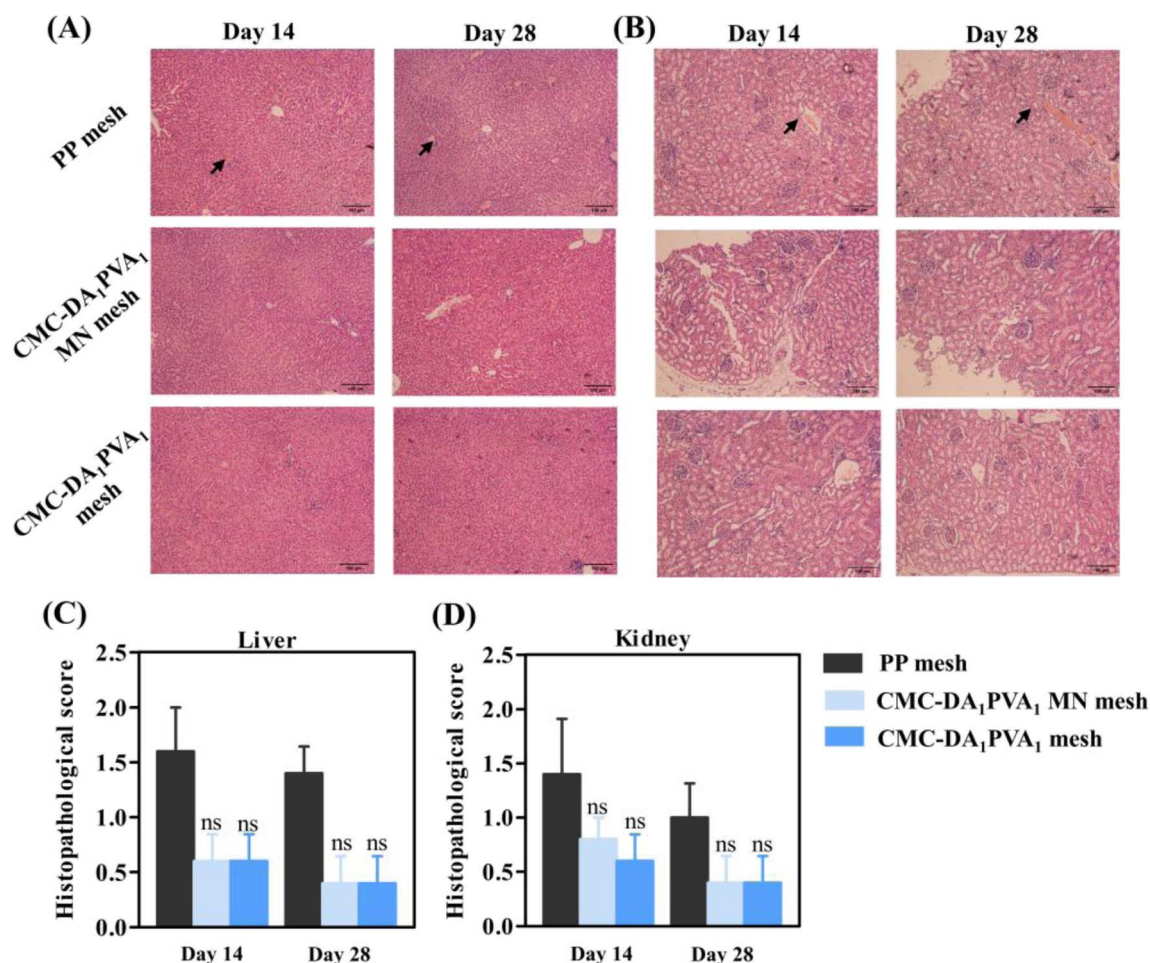 (A)
Day 14
Day 28
(B)
Day 14
Day 28
PP mesh
CMC-DA₁PVA₁
MN mesh
CMC-DA₁PVA₁
mesh
(C)
Liver
Histopathological score
2.5
2.0
1.5
1.0
0.5
0.0
ns
ns
ns
ns
Day 14
Day 28
(D)
Kidney
Histopathological score
2.5
2.0
1.5
1.0
0.5
0.0
ns
ns
ns
ns
Day 14
Day 28
PP mesh
CMC-DA₁PVA₁ MN mesh
CMC-DA₁PVA₁ mesh